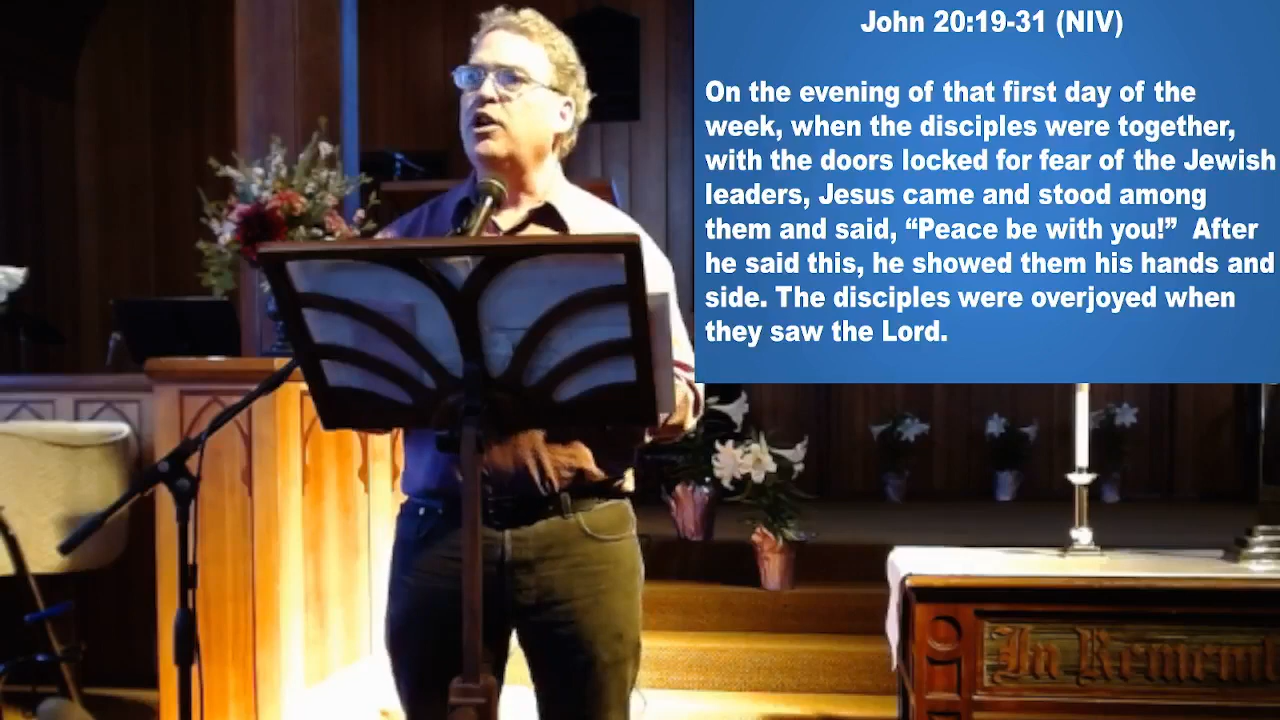 John 20:19-31 (NIV)
On the evening of that first day of the
week, when the disciples were together,
with the doors locked for fear of the Jewish
leaders, Jesus came and stood among
them and said, “Peace be with you!”  After
he said this, he showed them his hands and
side. The disciples were overjoyed when
they saw the Lord.
In Rememb